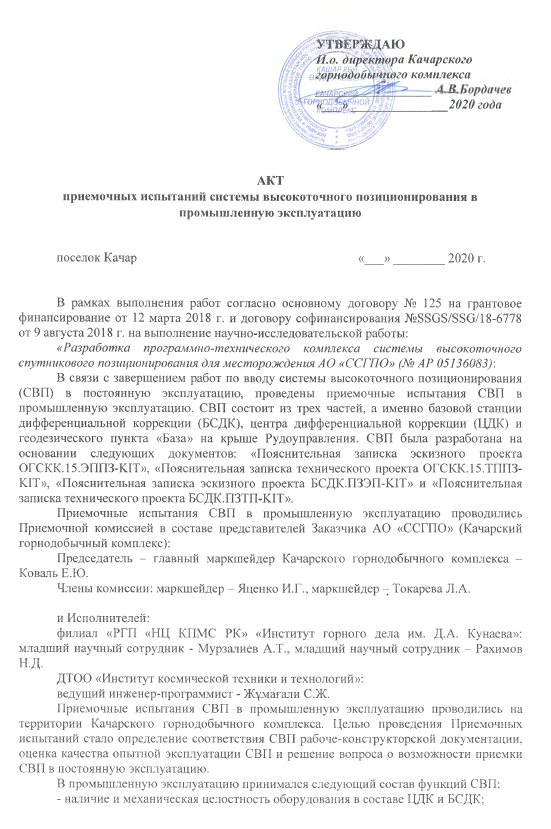 УТВЕРЖДАЮ
И.о. директора Качарского
горнодобычного комплекса
____________ А.В.Бордачев
«___»____________2020 года
КАЧАРСКИЙ
ГОРНОДОБЫЧНОЙ
КОМПЛЕКС
АКТ
приемочных испытаний системы высокоточного позиционирования в
промышленную эксплуатацию
поселок Качар «___» ________ 2020 г.
В рамках выполнения работ согласно основному договору № 125 на грантовое
финансирование от 12 марта 2018 г. и договору софинансирования №SSGS/SSG/18-6778
от 9 августа 2018 г. на выполнение научно-исследовательской работы:
«Разработка программно-технического комплекса системы высокоточного
спутникового позиционирования для месторождения АО «ССГПО» (№ АР 05136083):
В связи с завершением работ по вводу системы высокоточного позиционирования
(СВП) в постоянную эксплуатацию, проведены приемочные испытания СВП в
промышленную эксплуатацию. СВП состоит из трех частей, а именно базовой станции
дифференциальной коррекции (БСДК), центра дифференциальной коррекции (ЦДК) и
геодезического пункта «База» на крыше Рудоуправления. СВП была разработана на
основании следующих документов: «Пояснительная записка эскизного проекта
ОГСКК.15.ЭППЗ-KIT», «Пояснительная записка технического проекта ОГСКК.15.ТППЗ-
KIT», «Пояснительная записка эскизного проекта БСДК.ПЗЭП-KIT» и «Пояснительная
записка технического проекта БСДК.ПЗТП-KIT».
Приемочные испытания СВП в промышленную эксплуатацию проводились
Приемочной комиссией в составе представителей Заказчика АО «ССГПО» (Качарский
горнодобычный комплекс):
Председатель – главный маркшейдер Качарского горнодобычного комплекса –
Коваль Е.Ю.
Члены комиссии: маркшейдер – Яценко И.Г., маркшейдер – Токарева Л.А.
и Исполнителей:
филиал «РГП «НЦ КПМС РК» «Институт горного дела им. Д.А. Кунаева»:
младший научный сотрудник - Мурзалиев А.Т., младший научный сотрудник – Рахимов
Н.Д.
ДТОО «Институт космической техники и технологий»:
ведущий инженер-программист - Жұмағали С.Ж.
Приемочные испытания СВП в промышленную эксплуатацию проводились на
территории Качарского горнодобычного комплекса. Целью проведения Приемочных
испытаний стало определение соответствия СВП рабоче-конструкторской документации,
оценка качества опытной эксплуатации СВП и решение вопроса о возможности приемки
СВП в постоянную эксплуатацию.
В промышленную эксплуатацию принимался следующий состав функций СВП:
- наличие и механическая целостность оборудования в составе ЦДК и БСДК;